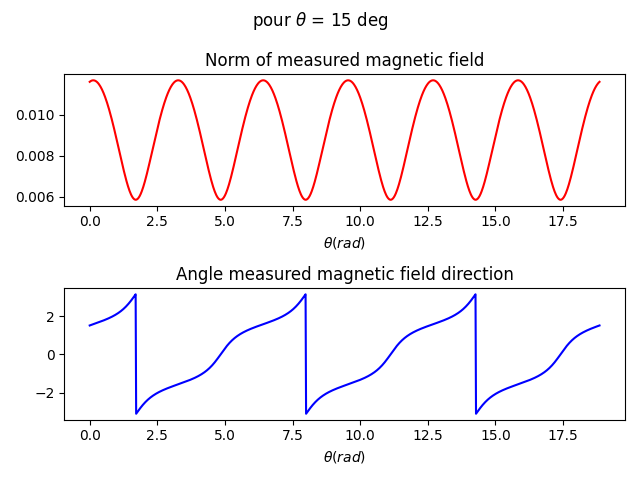 pour θ = 15 deg
Norm of measured magnetic field
0.010
0.008
0.006
0.0 2.5 5.0 7.5 10.0 12.5 15.0 17.5
θ(rad)
Angle measured magnetic field direction
2
0
−2
0.0 2.5 5.0 7.5 10.0 12.5 15.0 17.5
θ(rad)